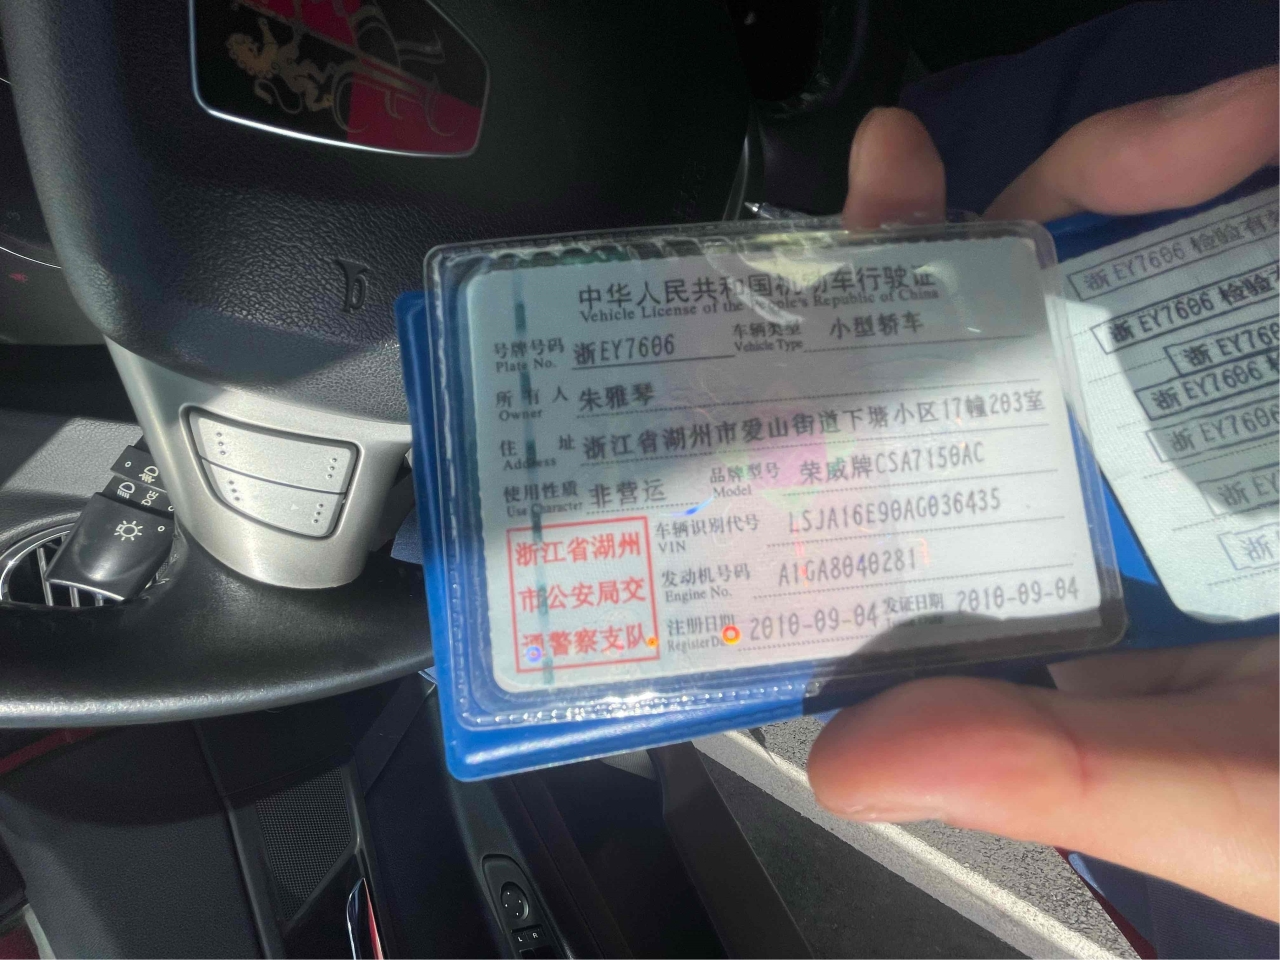 中华人民共和国机动车行驶证
Vehicle License of the People's Republic of China
号牌号码 浙EY7606 车辆类型 小型轿车
Plate No. Vehicle Type
所有人 朱雅琴
Owner
住址 浙江省湖州市爱山街道下塘小区17幢203室
Address
使用性质 非营运 品牌型号 荣威牌CSA7150AC
Use Character Model
浙江省湖州
市公安局交
通警察支队
车辆识别代号 LSJA16E90AG036435
VIN
发动机号码 A1GA8040281
Engine No.
注册日期 2010-09-04 发证日期 2010-09-04
Register
浙EY7606 检验有
浙EY7606 检验
浙EY7606
浙EY7606
浙EY7606
浙EY
浙
L R